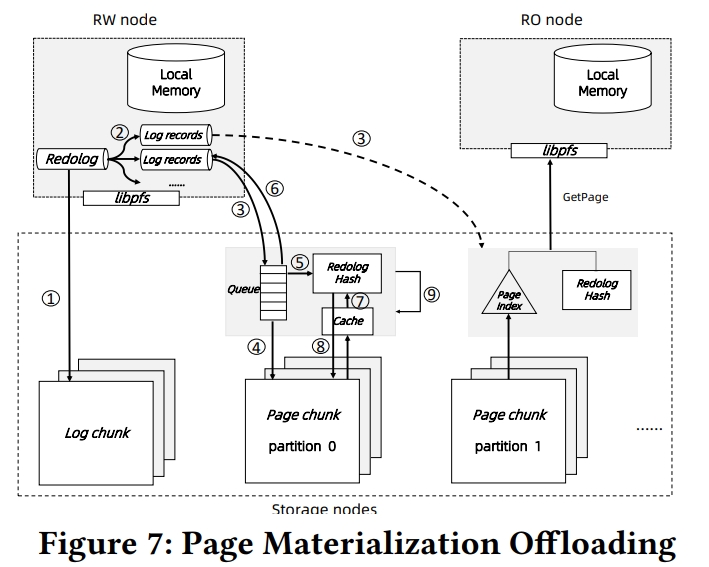 RW node
RO node
Local
Memory
Local
Memory
②
Log records
③
Redolog
Log records
......
libpfs
libpfs
⑥
③
GetPage
①
Queue
⑤
Redolog
Hash
⑦
Cache
⑨
④
⑧
Page
Index
Redolog
Hash
Log chunk
Page chunk
partition 0
Page chunk
partition 1
......
Storage nodes
Figure 7: Page Materialization Offloading